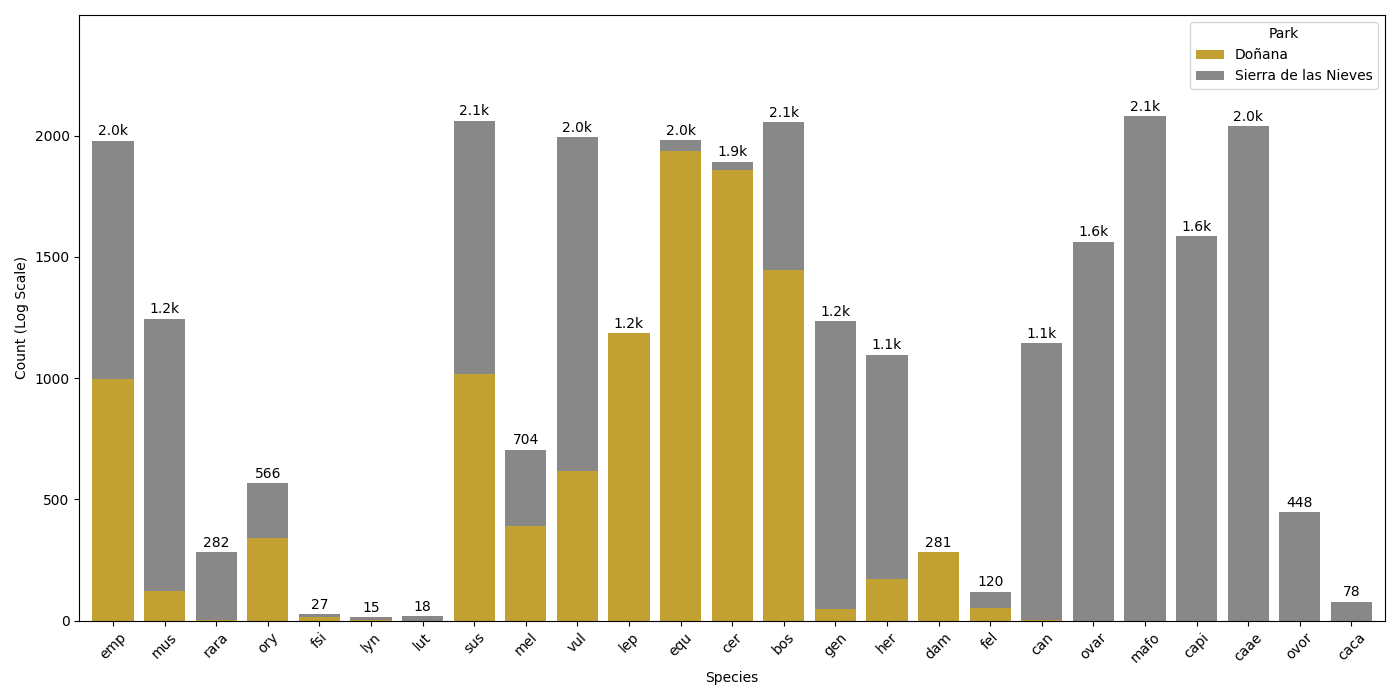 Park
Doñana
Sierra de las Nieves
Count (Log Scale)
2000
1500
1000
500
0
2.0k
1.2k
282
566
27
15
18
2.1k
704
2.0k
1.2k
2.0k
1.9k
2.1k
1.2k
1.1k
281
120
1.1k
1.6k
2.1k
1.6k
2.0k
448
78
emp
mus
rara
ory
fsi
lyn
lut
sus
mel
vul
lep
equ
cer
bos
gen
her
dam
fel
can
ovar
mafo
capi
caae
ovor
caca
Species